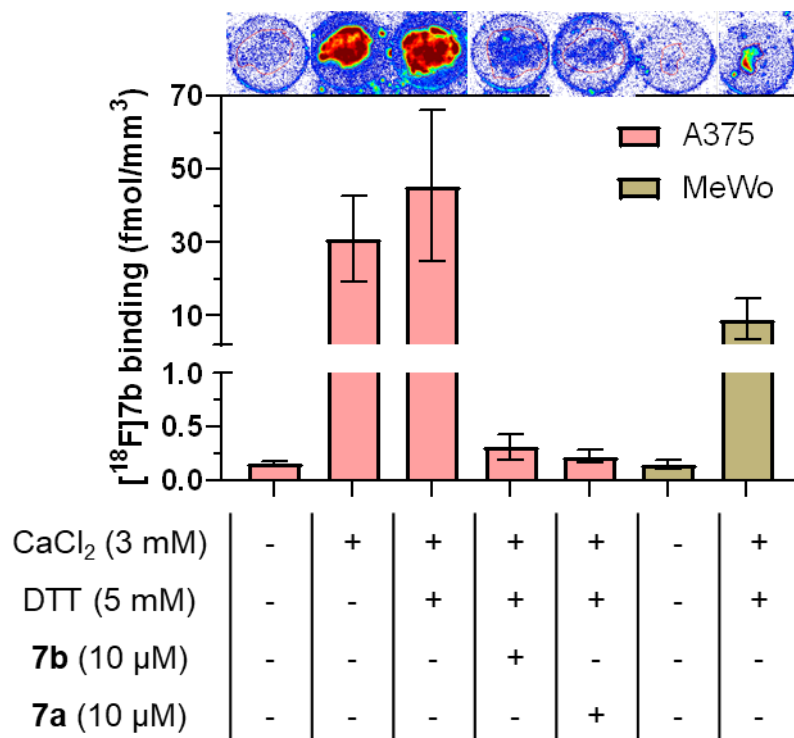 70
50
30
10
1.0
0.5
0.0
[¹⁸F]7b binding (fmol/mm³)
A375
MeWo
CaCl₂ (3 mM) - + + + + - +
DTT (5 mM) - - + + + - +
7b (10 µM) - - - + - - -
7a (10 µM) - - - - + - -